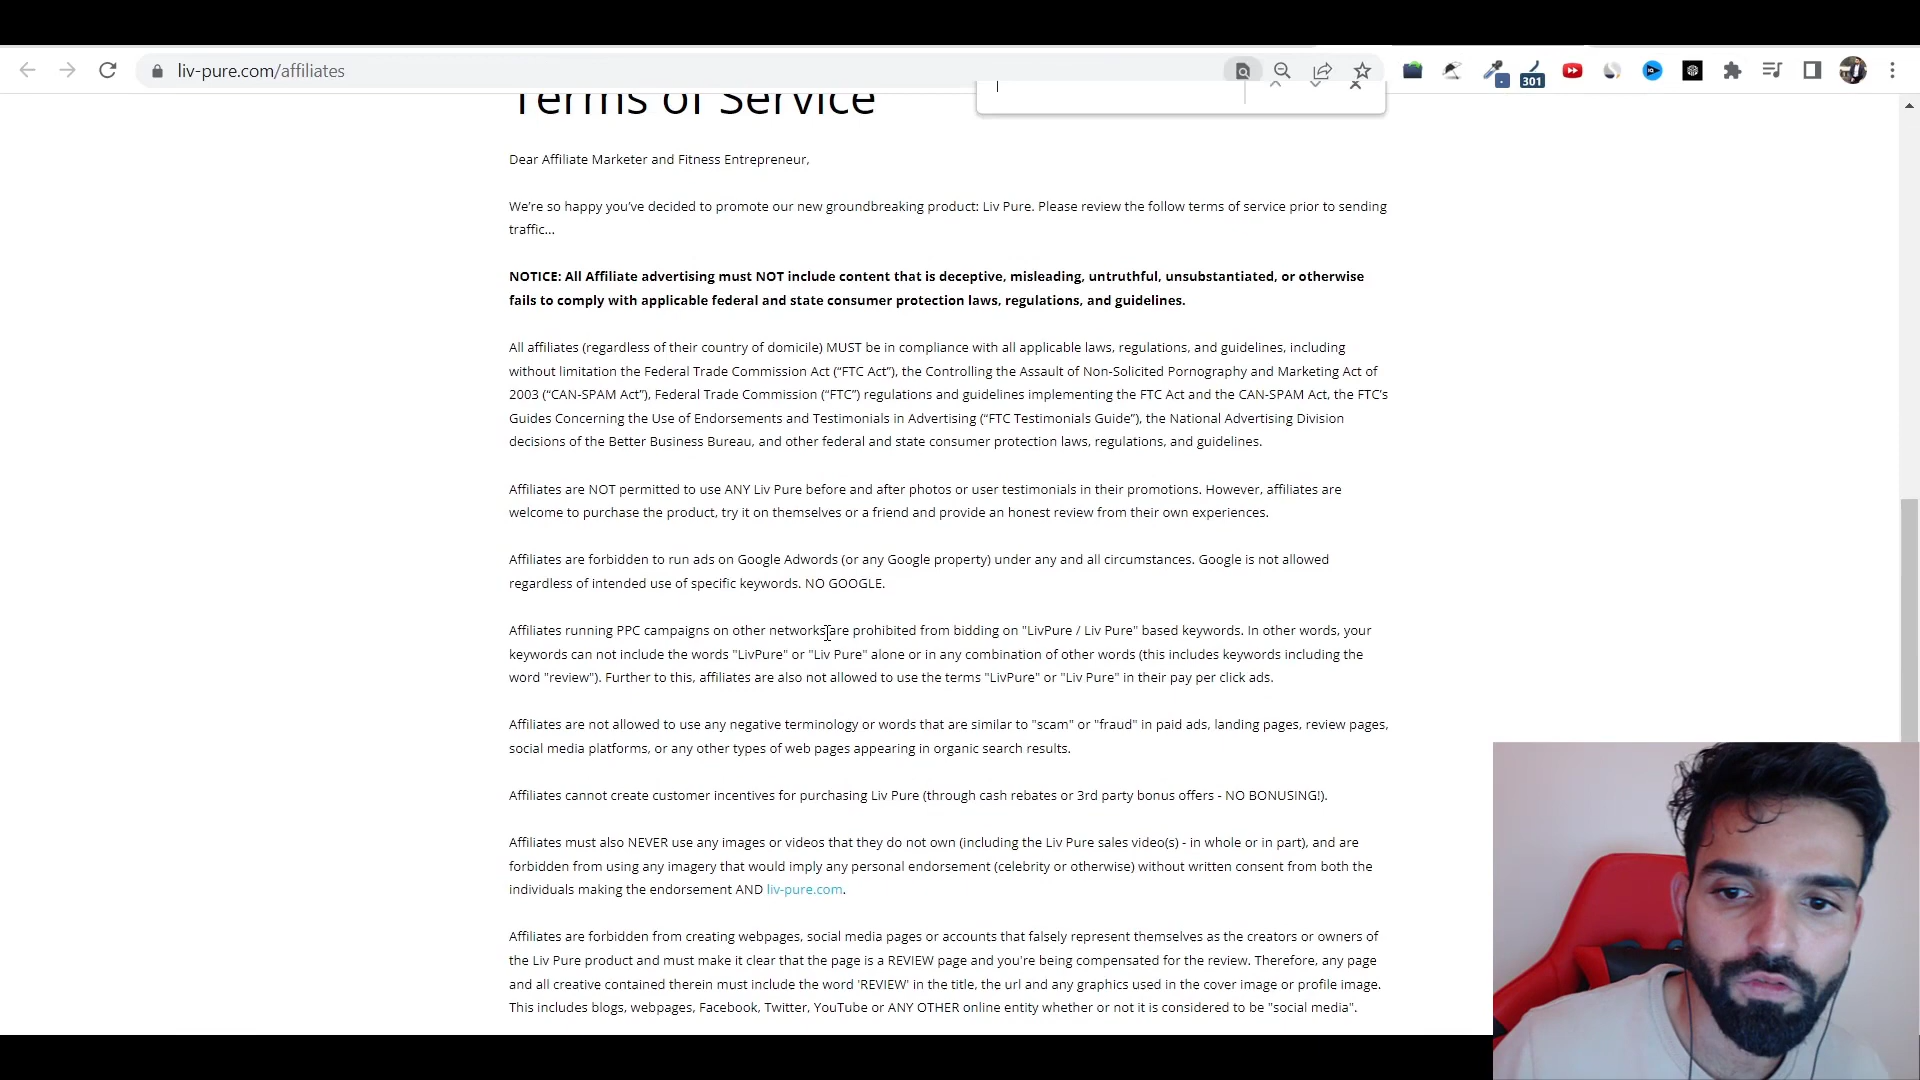 liv-pure.com/affiliates
301
Terms of Service
Dear Affiliate Marketer and Fitness Entrepreneur,
We’re so happy you’ve decided to promote our new groundbreaking product: Liv Pure. Please review the follow terms of service prior to sending
traffic...
NOTICE: All Affiliate advertising must NOT include content that is deceptive, misleading, untruthful, unsubstantiated, or otherwise
fails to comply with applicable federal and state consumer protection laws, regulations, and guidelines.
All affiliates (regardless of their country of domicile) MUST be in compliance with all applicable laws, regulations, and guidelines, including
without limitation the Federal Trade Commission Act (“FTC Act”), the Controlling the Assault of Non-Solicited Pornography and Marketing Act of
2003 (“CAN-SPAM Act”), Federal Trade Commission (“FTC”) regulations and guidelines implementing the FTC Act and the CAN-SPAM Act, the FTC’s
Guides Concerning the Use of Endorsements and Testimonials in Advertising (“FTC Testimonials Guide”), the National Advertising Division
decisions of the Better Business Bureau, and other federal and state consumer protection laws, regulations, and guidelines.
Affiliates are NOT permitted to use ANY Liv Pure before and after photos or user testimonials in their promotions. However, affiliates are
welcome to purchase the product, try it on themselves or a friend and provide an honest review from their own experiences.
Affiliates are forbidden to run ads on Google Adwords (or any Google property) under any and all circumstances. Google is not allowed
regardless of intended use of specific keywords. NO GOOGLE.
Affiliates running PPC campaigns on other networks are prohibited from bidding on "LivPure / Liv Pure" based keywords. In other words, your
keywords can not include the words "LivPure" or "Liv Pure" alone or in any combination of other words (this includes keywords including the
word "review"). Further to this, affiliates are also not allowed to use the terms "LivPure" or "Liv Pure" in their pay per click ads.
Affiliates are not allowed to use any negative terminology or words that are similar to "scam" or "fraud" in paid ads, landing pages, review pages,
social media platforms, or any other types of web pages appearing in organic search results.
Affiliates cannot create customer incentives for purchasing Liv Pure (through cash rebates or 3rd party bonus offers - NO BONUSING!).
Affiliates must also NEVER use any images or videos that they do not own (including the Liv Pure sales video(s) - in whole or in part), and are
forbidden from using any imagery that would imply any personal endorsement (celebrity or otherwise) without written consent from both the
individuals making the endorsement AND liv-pure.com.
Affiliates are forbidden from creating webpages, social media pages or accounts that falsely represent themselves as the creators or owners of
the Liv Pure product and must make it clear that the page is a REVIEW page and you're being compensated for the review. Therefore, any page
and all creative contained therein must include the word 'REVIEW' in the title, the url and any graphics used in the cover image or profile image.
This includes blogs, webpages, Facebook, Twitter, YouTube or ANY OTHER online entity whether or not it is considered to be "social media".